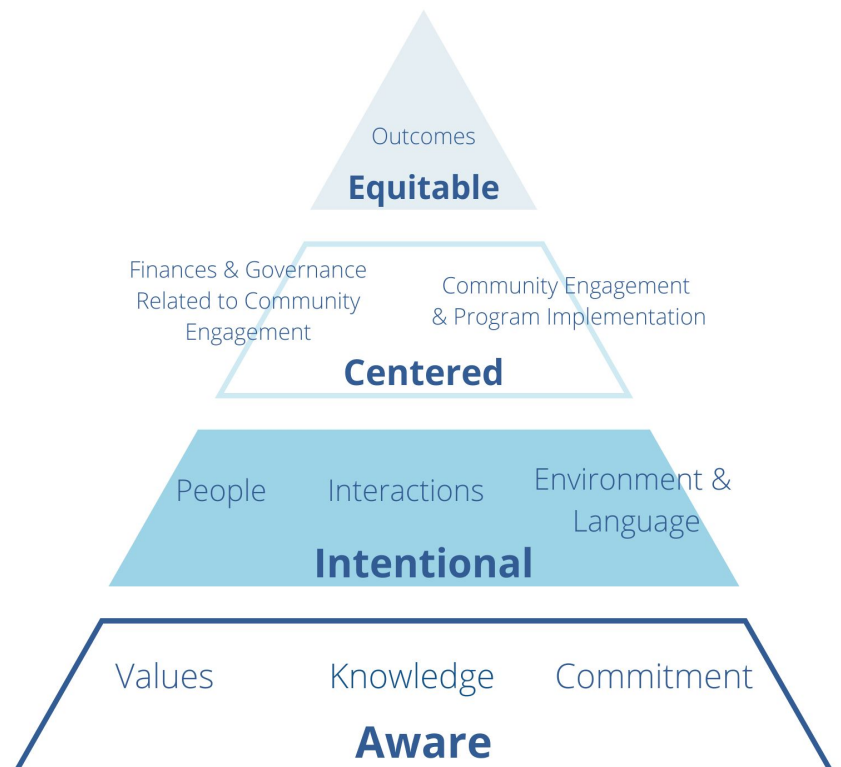 Outcomes
Equitable
Finances & Governance
Related to Community
Engagement
Community Engagement
& Program Implementation
Centered
People
Interactions
Environment &
Language
Intentional
Values
Knowledge
Commitment
Aware